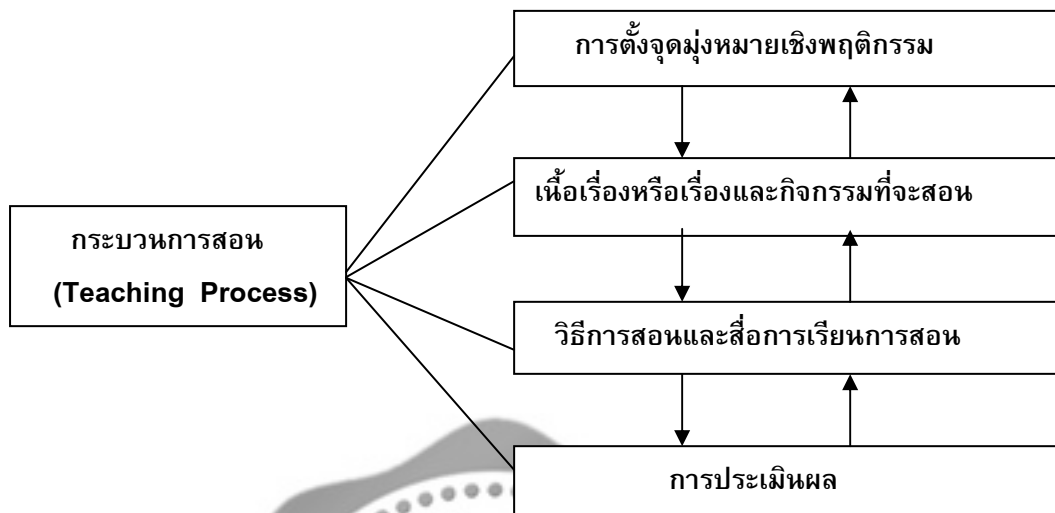 การตั้งจุดมุ่งหมายเชิงพฤติกรรม
เนื้อเรื่องหรือเรื่องและกิจกรรมที่จะสอน
กระบวนการสอน
(Teaching Process)
วิธีการสอนและสื่อการเรียนการสอน
การประเมินผล